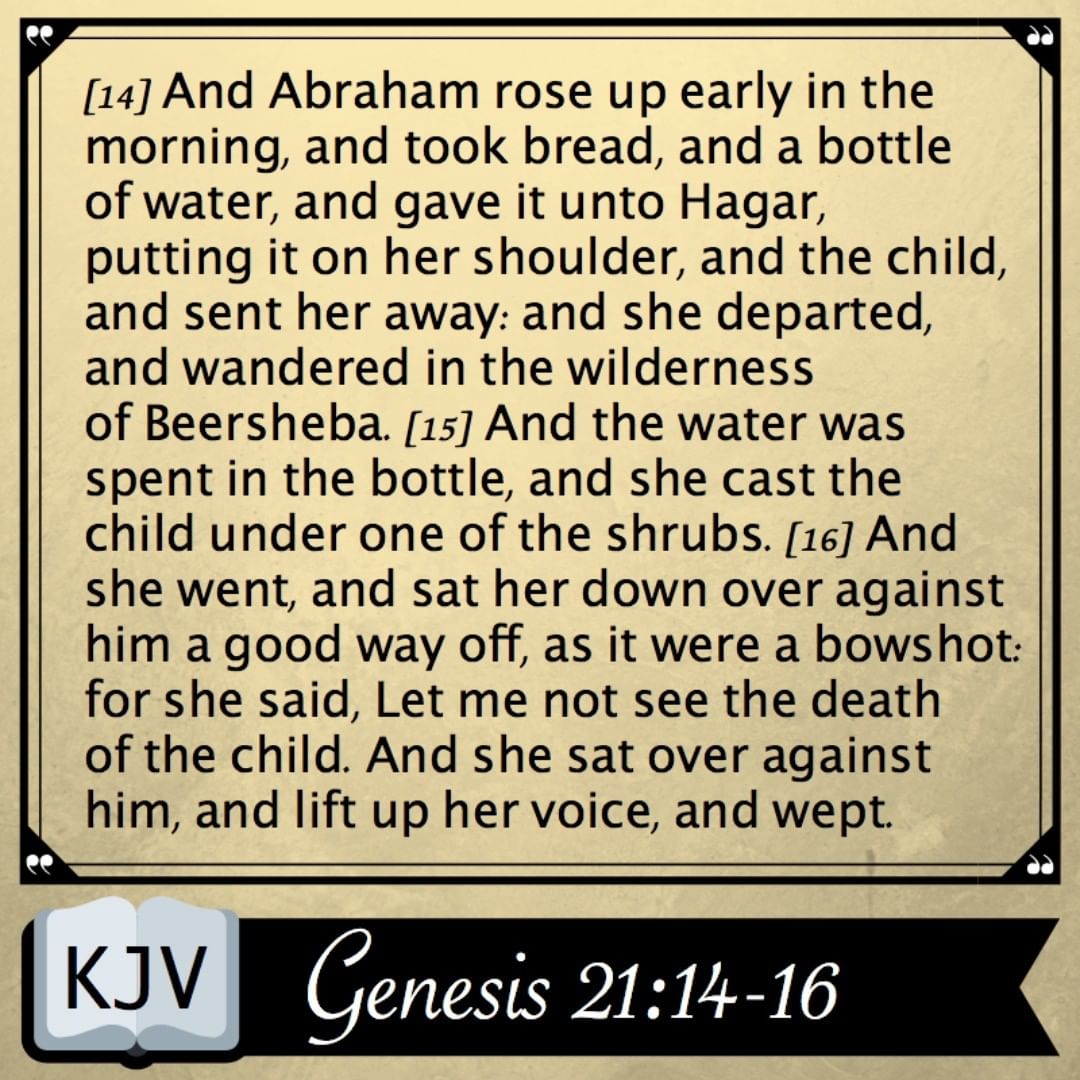 [14] And Abraham rose up early in the
morning, and took bread, and a bottle
of water, and gave it unto Hagar,
putting it on her shoulder, and the child,
and sent her away: and she departed,
and wandered in the wilderness
of Beersheba. [15] And the water was
spent in the bottle, and she cast the
child under one of the shrubs. [16] And
she went, and sat her down over against
him a good way off, as it were a bowshot:
for she said, Let me not see the death
of the child. And she sat over against
him, and lift up her voice, and wept.
KJV
Genesis 21:14-16